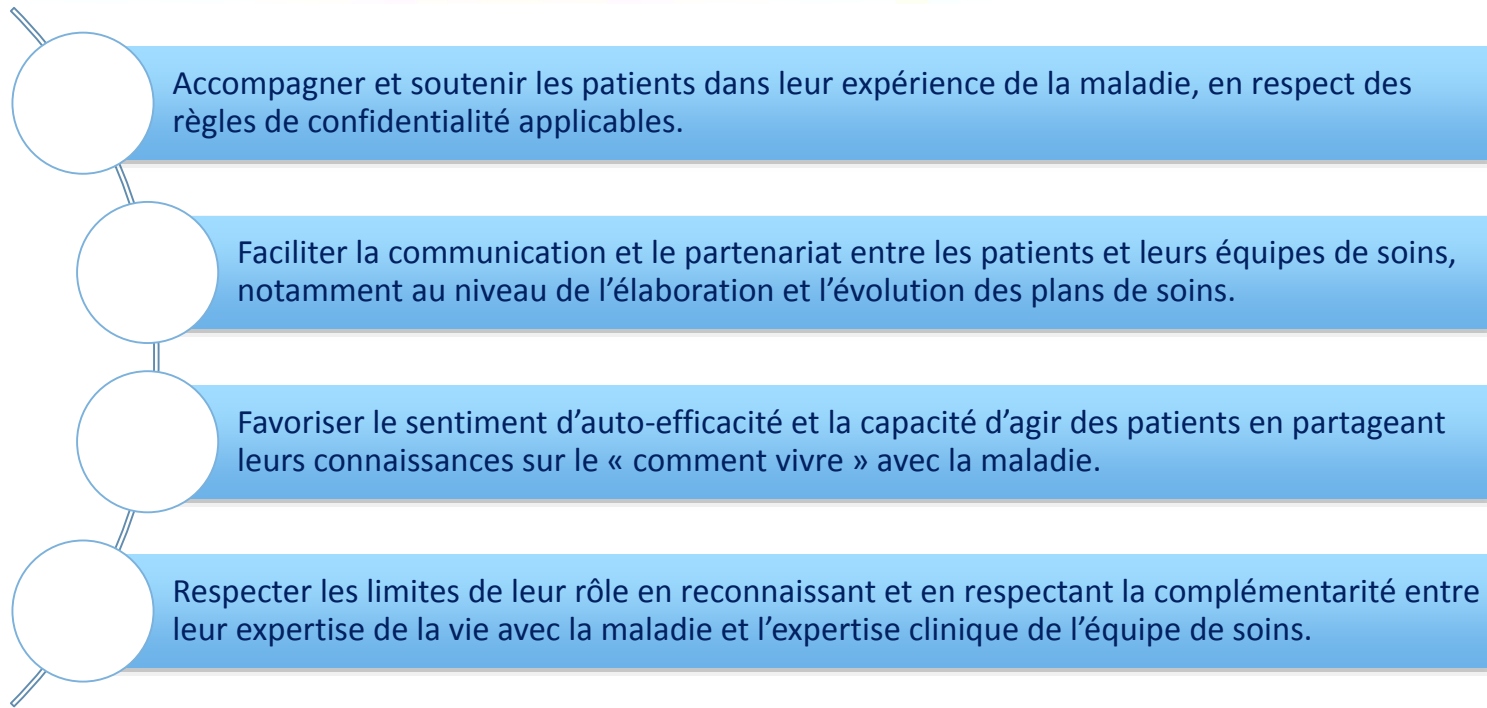 Accompagner et soutenir les patients dans leur expérience de la maladie, en respect des
règles de confidentialité applicables.
Faciliter la communication et le partenariat entre les patients et leurs équipes de soins,
notamment au niveau de l’élaboration et l’évolution des plans de soins.
Favoriser le sentiment d’auto-efficacité et la capacité d’agir des patients en partageant
leurs connaissances sur le « comment vivre » avec la maladie.
Respecter les limites de leur rôle en reconnaissant et en respectant la complémentarité entre
leur expertise de la vie avec la maladie et l’expertise clinique de l’équipe de soins.